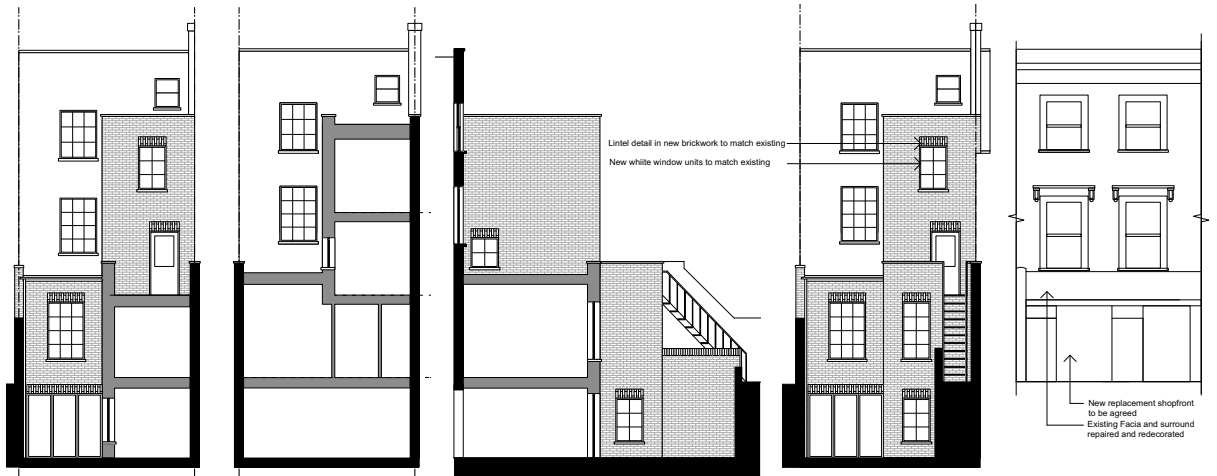 Lintel detail in new brickwork to match existing
New whiite window units to match existing
New replacement shopfront
to be agreed
Existing Facia and surround
repaired and redecorated